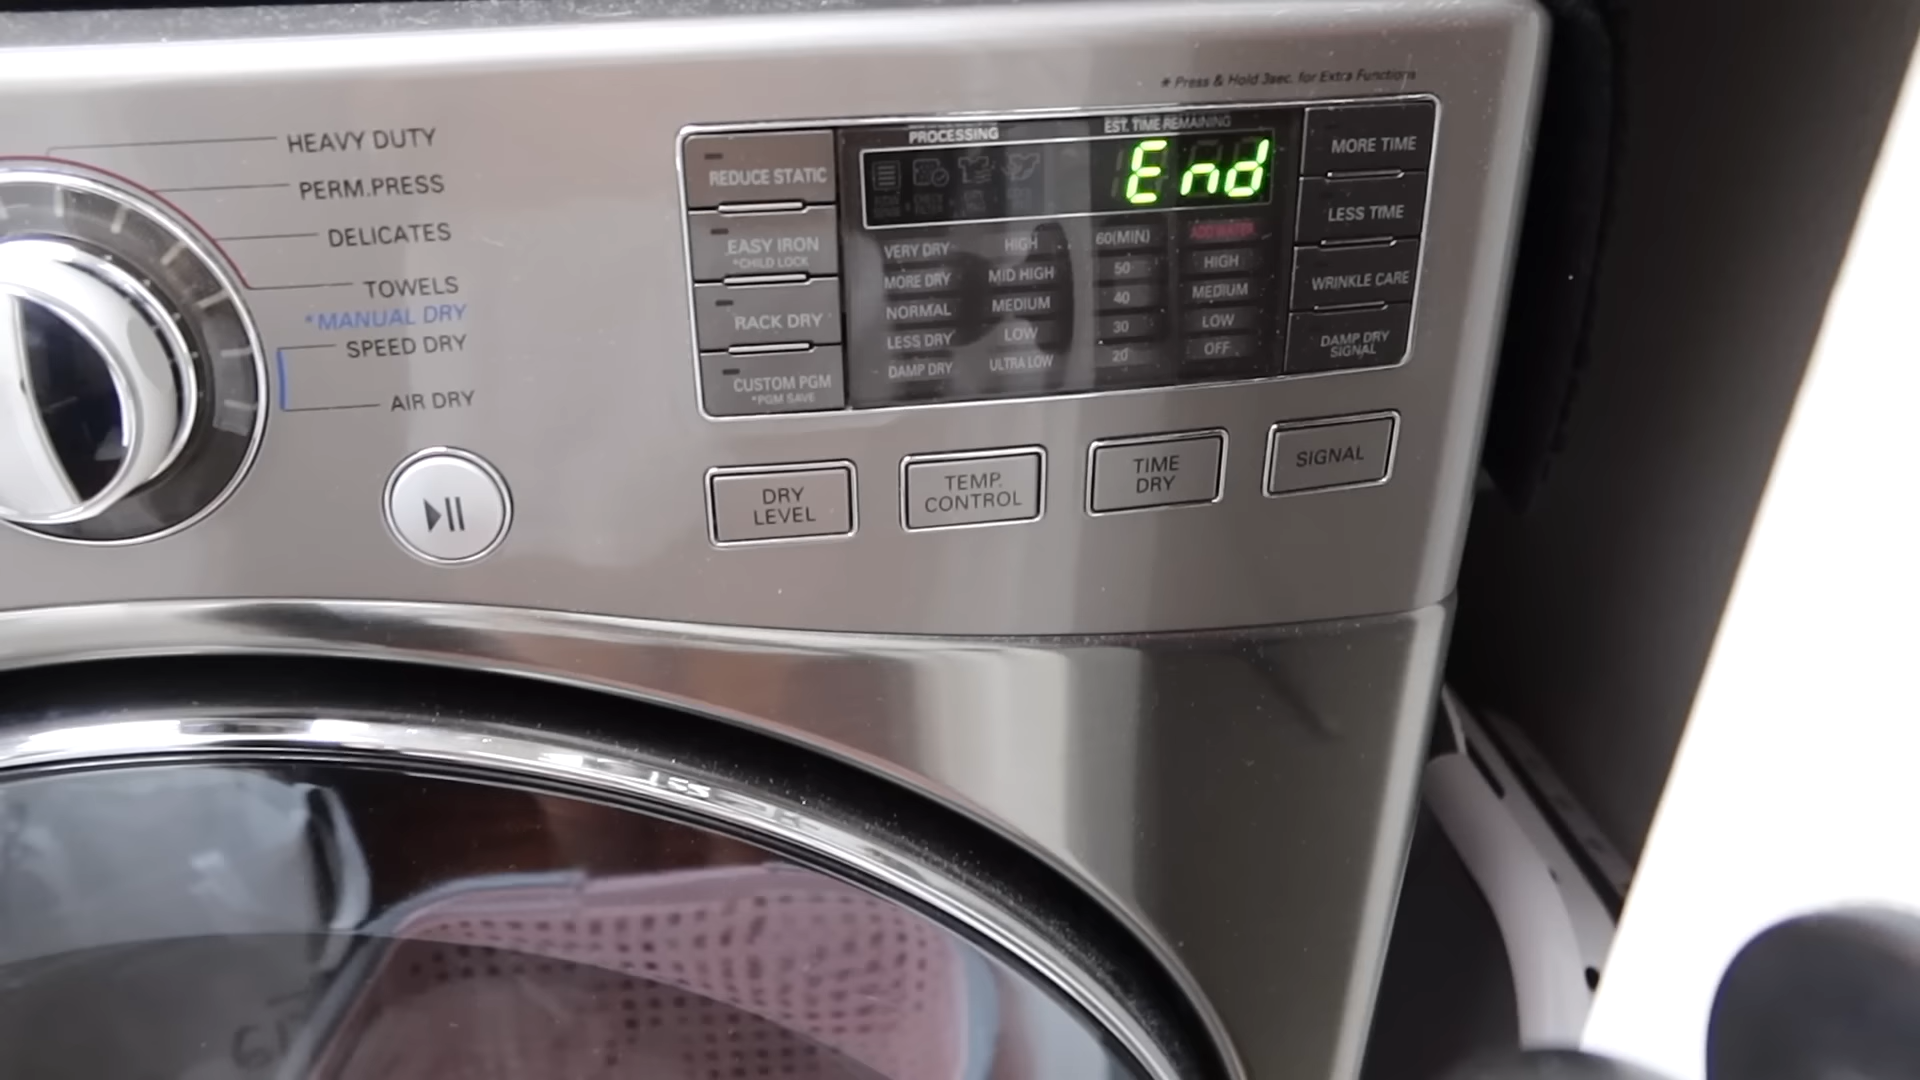 * Press & Hold 3sec. for Extra Functions
HEAVY DUTY
PERM.PRESS
DELICATES
TOWELS
*MANUAL DRY
SPEED DRY
AIR DRY
REDUCE STATIC
EASY IRON
*CHILD LOCK
RACK DRY
CUSTOM PGM
*PGM SAVE
PROCESSING
EST. TIME REMAINING
End
VERY DRY HIGH 60(MIN) ADD WATER
MORE DRY MID HIGH 50 HIGH
NORMAL MEDIUM 40 MEDIUM
LESS DRY LOW 30 LOW
DAMP DRY ULTRA LOW 20 OFF
MORE TIME
LESS TIME
WRINKLE CARE
DAMP DRY
SIGNAL
DRY
LEVEL
TEMP.
CONTROL
TIME
DRY
SIGNAL